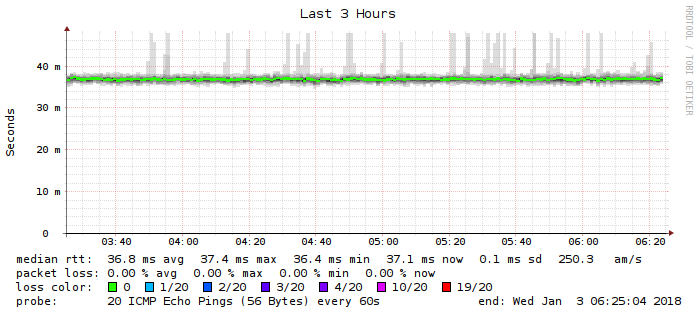 Last 3 Hours
RRDTOOL / TOBI OETIKER
Seconds
40 m
30 m
20 m
10 m
0
03:40 04:00 04:20 04:40 05:00 05:20 05:40 06:00 06:20
median rtt: 36.8 ms avg 37.4 ms max 36.4 ms min 37.1 ms now 0.1 ms sd 250.3 am/s
packet loss: 0.00 % avg 0.00 % max 0.00 % min 0.00 % now
loss color: 0 1/20 2/20 3/20 4/20 10/20 19/20
probe: 20 ICMP Echo Pings (56 Bytes) every 60s end: Wed Jan 3 06:25:04 2018